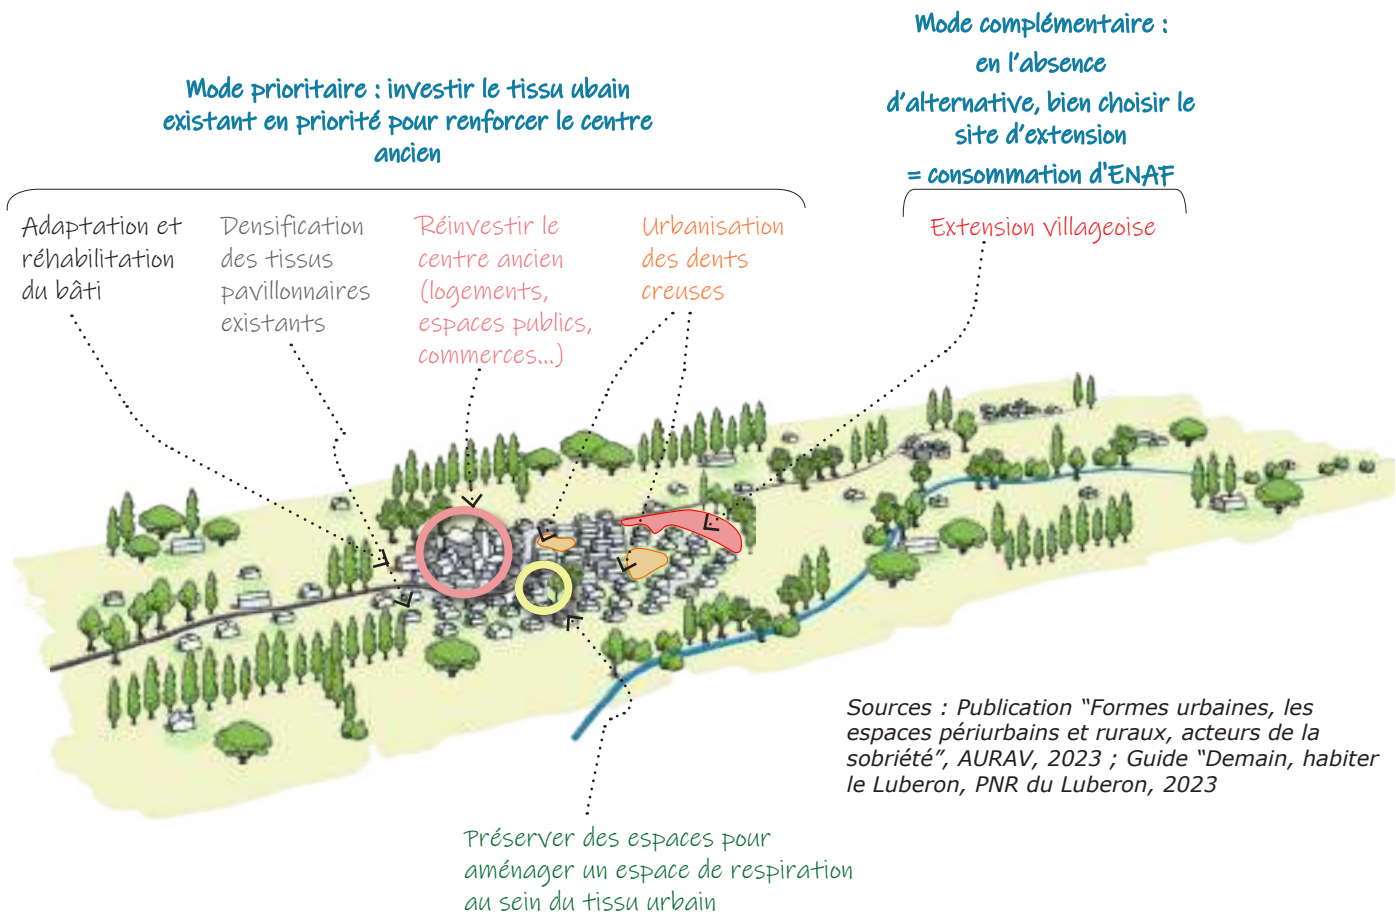 Mode complémentaire :
en l'absence
d'alternative, bien choisir le
site d'extension
= consommation d'ENAF
Mode prioritaire : investir le tissu ubain
existant en priorité pour renforcer le centre
ancien
Adaptation et
réhabilitation
du bâti
Densification
des tissus
pavillonnaires
existants
Réinvestir le
centre ancien
(logements,
espaces publics,
commerces...)
Urbanisation
des dents
creuses
Extension villageoise
Sources : Publication “Formes urbaines, les
espaces périurbains et ruraux, acteurs de la
sobriété”, AURAV, 2023 ; Guide “Demain, habiter
le Luberon, PNR du Luberon, 2023
Préserver des espaces pour
aménager un espace de respiration
au sein du tissu urbain